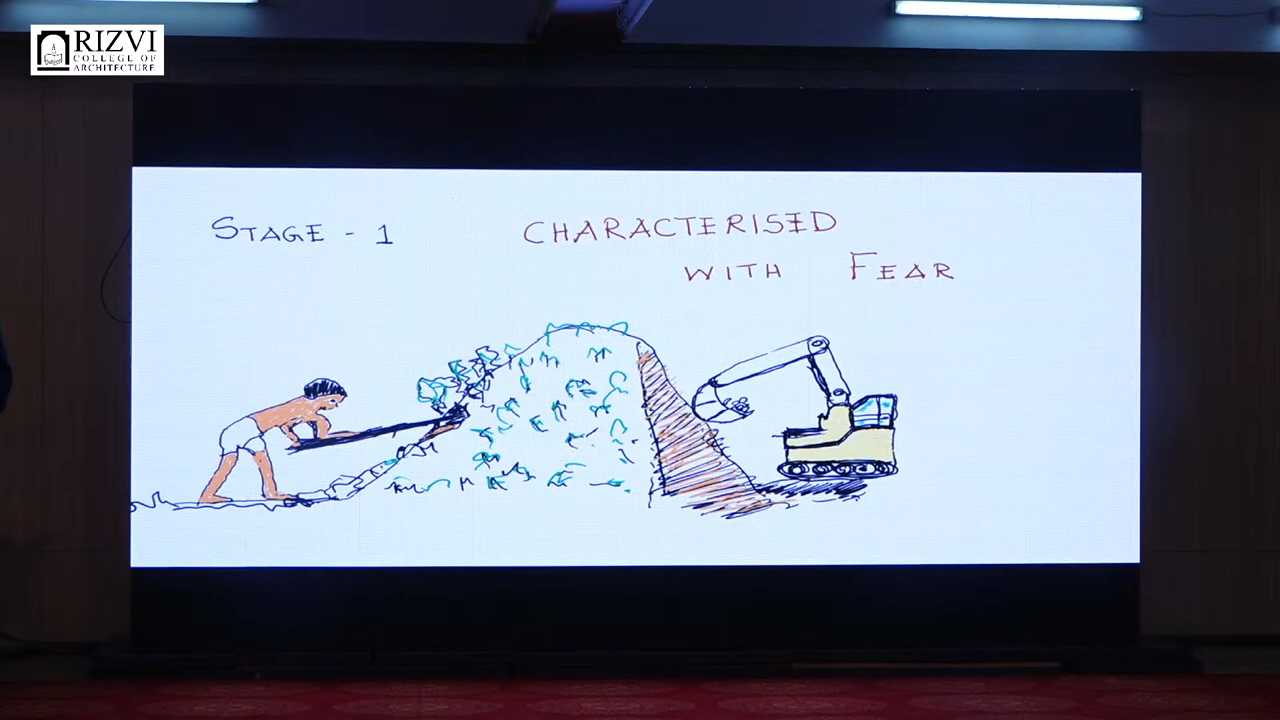 RIZVI
COLLEGE OF
ARCHITECTURE
STAGE - 1
CHARACTERISED
WITH FEAR